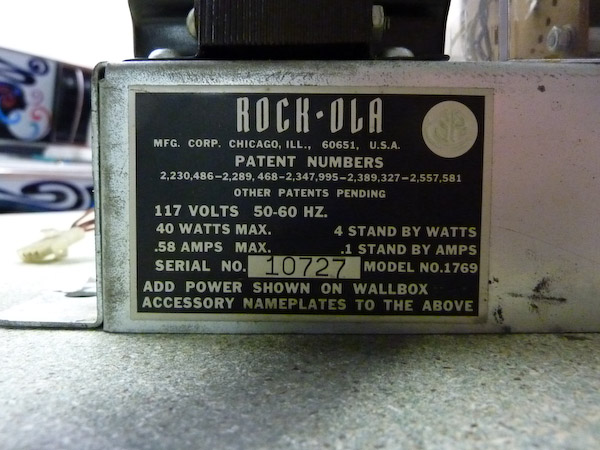 ROCK-OLA
MFG. CORP. CHICAGO, ILL., 60651, U.S.A.
PATENT NUMBERS
2,230,486–2,289,468–2,347,995–2,389,327–2,557,581
OTHER PATENTS PENDING
117 VOLTS 50-60 HZ.
40 WATTS MAX. 4 STAND BY WATTS
.58 AMPS MAX. .1 STAND BY AMPS
SERIAL NO. 10727 MODEL NO.1769
ADD POWER SHOWN ON WALLBOX
ACCESSORY NAMEPLATES TO THE ABOVE